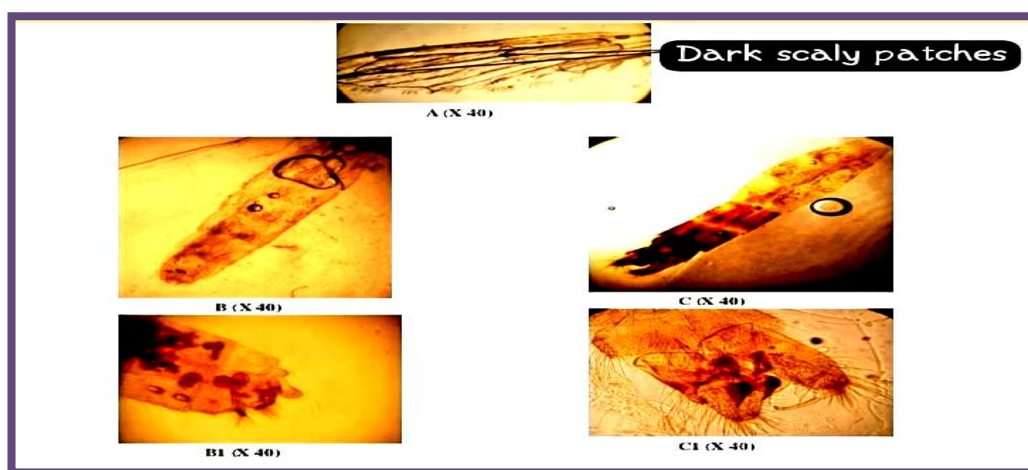 Dark scaly patches
A (X 40)
B (X 40)
C (X 40)
B1 (X 40)
C1 (X 40)